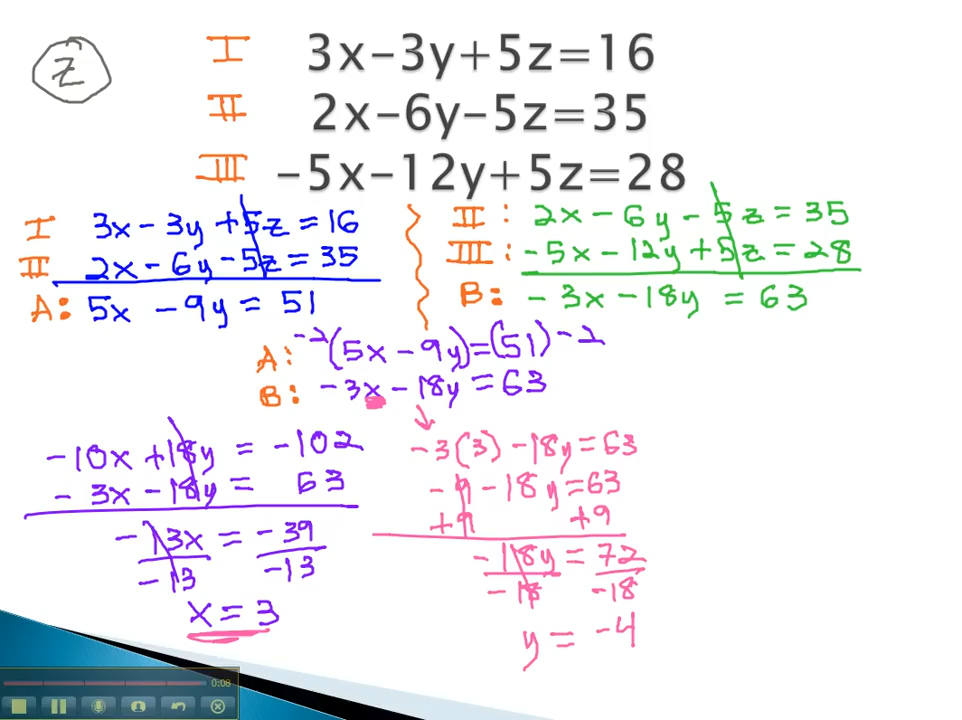 Z
I 3x-3y+5z=16
II 2x-6y-5z=35
III -5x-12y+5z=28
I 3x - 3y + 5z = 16
II 2x - 6y - 5z = 35
A: 5x - 9y = 51
II: 2x - 6y - 5z = 35
III: -5x - 12y + 5z = 28
B: -3x - 18y = 63
A: -2(5x - 9y) = (51) -2
B: -3x - 18y = 63
-10x + 18y = -102
-3x - 18y = 63
-13x = -39
-13 -13
x = 3
-3(3) - 18y = 63
-9 - 18y = 63
+9 +9
-18y = 72
-18 -18
y = -4
0:08